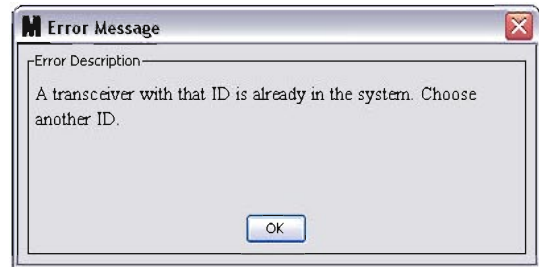 Error Message
Error Description
A transceiver with that ID is already in the system. Choose
another ID.
OK